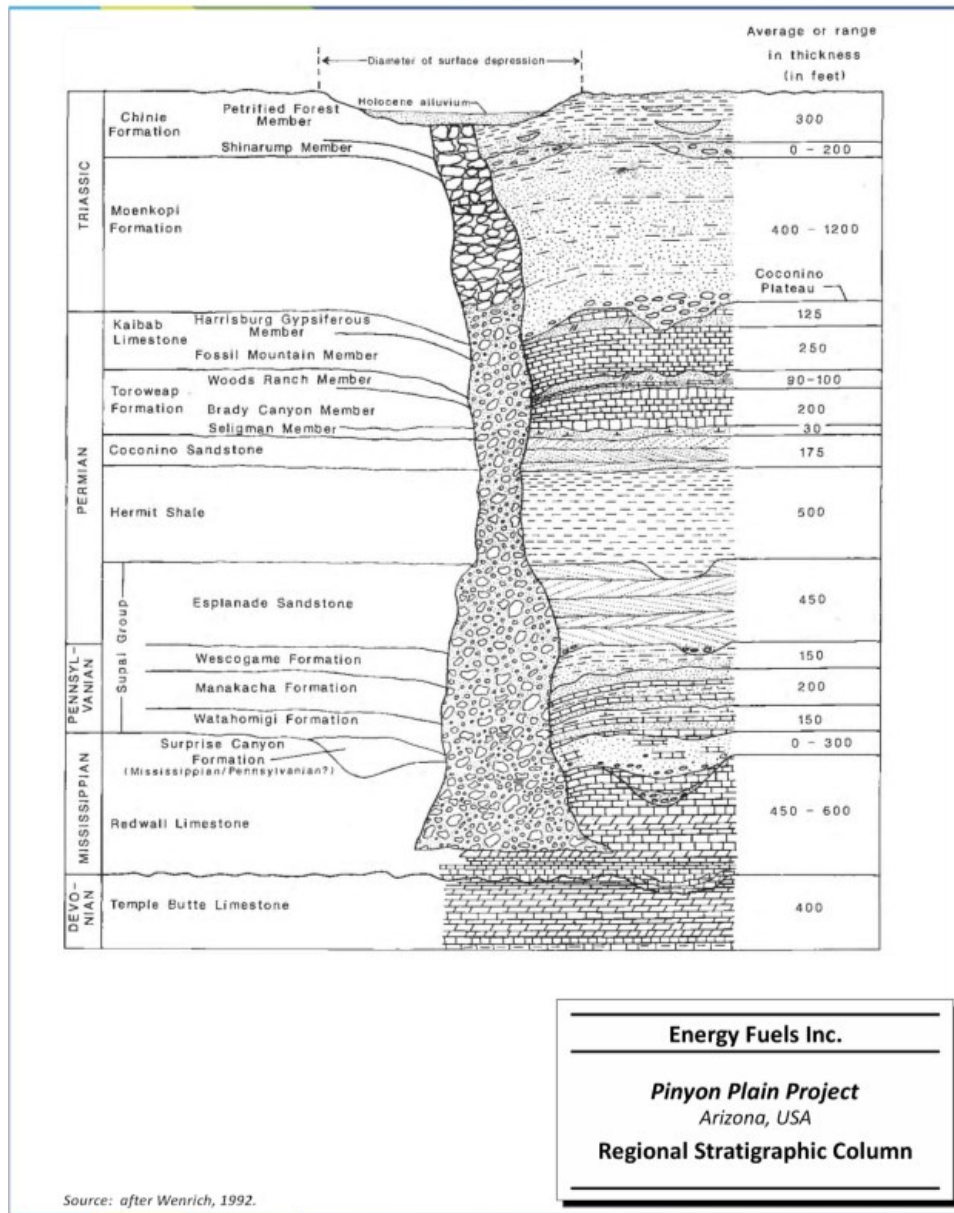 Average or range
in thickness
(in feet)
Diameter of surface depression
Holocene alluvium
TRIASSIC
Chinle
Formation
Petrified Forest
Member
300
Shinarump Member
0 - 200
Moenkopi
Formation
400 - 1200
Coconino
Plateau
PERMIAN
Kaibab
Limestone
Harrisburg Gypsiferous
Member
125
Fossil Mountain Member
250
Toroweap
Formation
Woods Ranch Member
90-100
Brady Canyon Member
200
Seligman Member
30
Coconino Sandstone
175
Hermit Shale
500
Supai Group
Esplanade Sandstone
450
PENNSYL-
VANIAN
Wescogame Formation
150
Manakacha Formation
200
Watahomigi Formation
150
MISSISSIPPIAN
Surprise Canyon
Formation
(Mississippian/Pennsylvanian?)
0 - 300
Redwall Limestone
450 - 600
DEVO-
NIAN
Temple Butte Limestone
400
Energy Fuels Inc.
Pinyon Plain Project
Arizona, USA
Regional Stratigraphic Column
Source: after Wenrich, 1992.